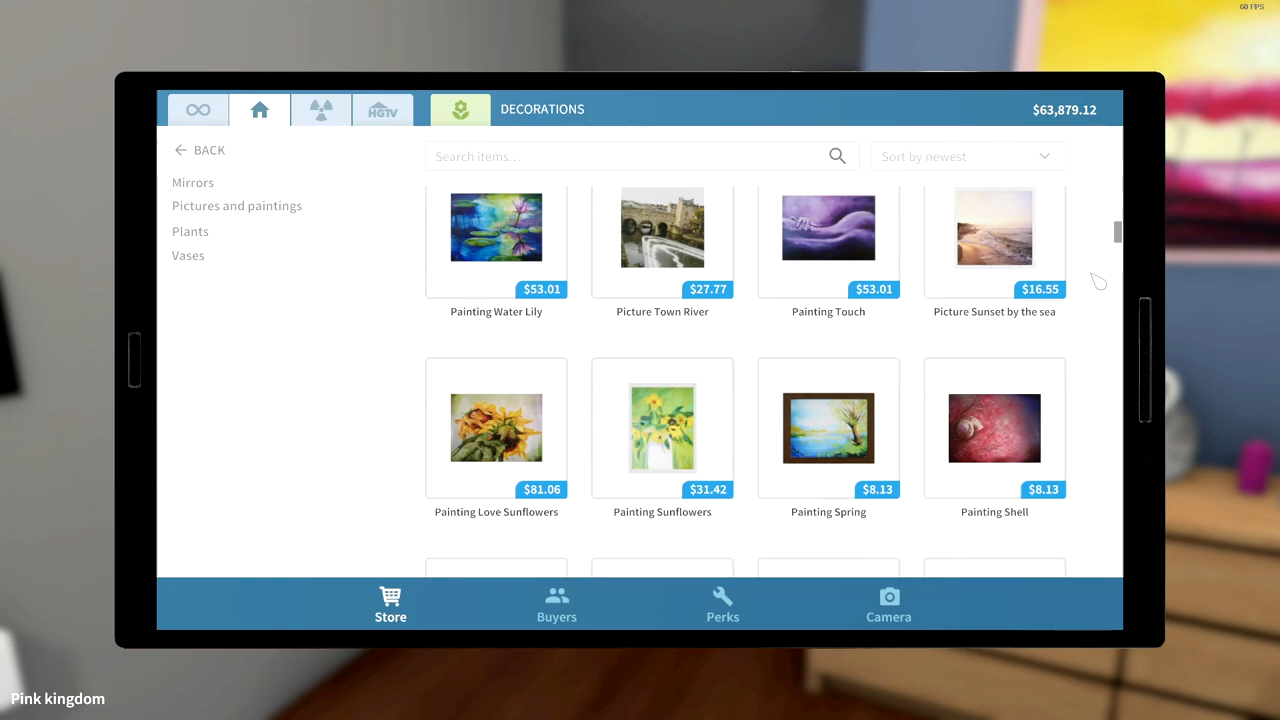 60 FPS
HGTV
DECORATIONS
$63,879.12
BACK
Search items...
Sort by newest
Mirrors
Pictures and paintings
Plants
Vases
$53.01
$27.77
$53.01
$16.55
Painting Water Lily
Picture Town River
Painting Touch
Picture Sunset by the sea
$81.06
$31.42
$8.13
$8.13
Painting Love Sunflowers
Painting Sunflowers
Painting Spring
Painting Shell
Store
Buyers
Perks
Camera
Pink kingdom